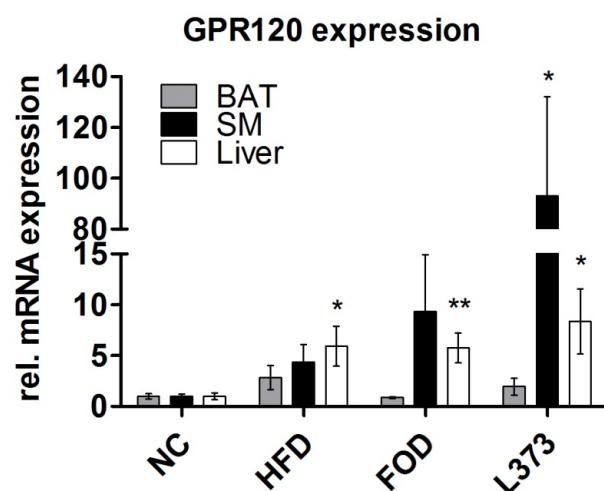 GPR120 expression
rel. mRNA expression
140
120
100
80
15
10
5
0
BAT
SM
Liver
*
**
*
*
NC
HFD
FOD
L373